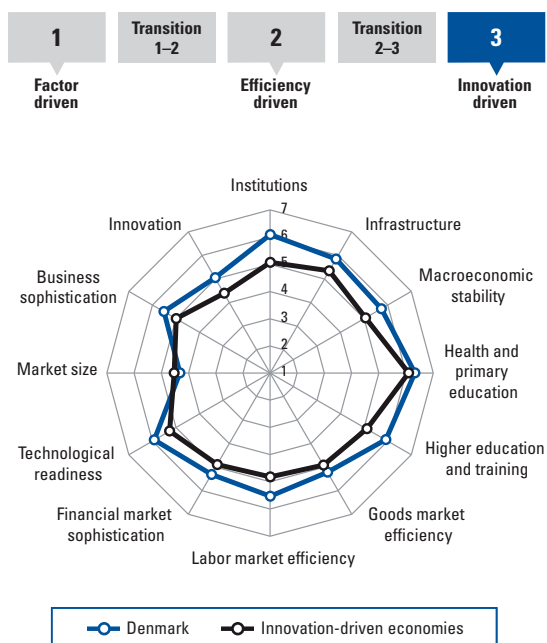 1
Transition
1–2
2
Transition
2–3
3
Factor
driven
Efficiency
driven
Innovation
driven
Institutions
7
Innovation
Infrastructure
6
Business
sophistication
Macroeconomic
stability
5
4
3
2
Market size
1
Health and
primary
education
Technological
readiness
Higher education
and training
Financial market
sophistication
Goods market
efficiency
Labor market efficiency
Denmark
Innovation-driven economies